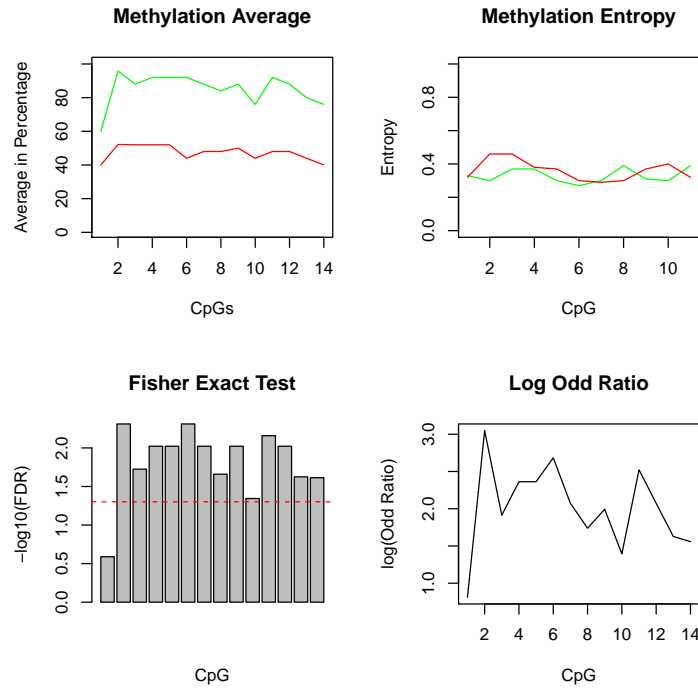 Methylation Average
Average in Percentage
0 20 40 60 80
2 4 6 8 10 12 14
CpGs
Methylation Entropy
Entropy
0.0 0.4 0.8
2 4 6 8 10
CpG
Fisher Exact Test
−log10(FDR)
0.0 0.5 1.0 1.5 2.0
CpG
Log Odd Ratio
log(Odd Ratio)
1.0 2.0 3.0
2 4 6 8 10 12 14
CpG